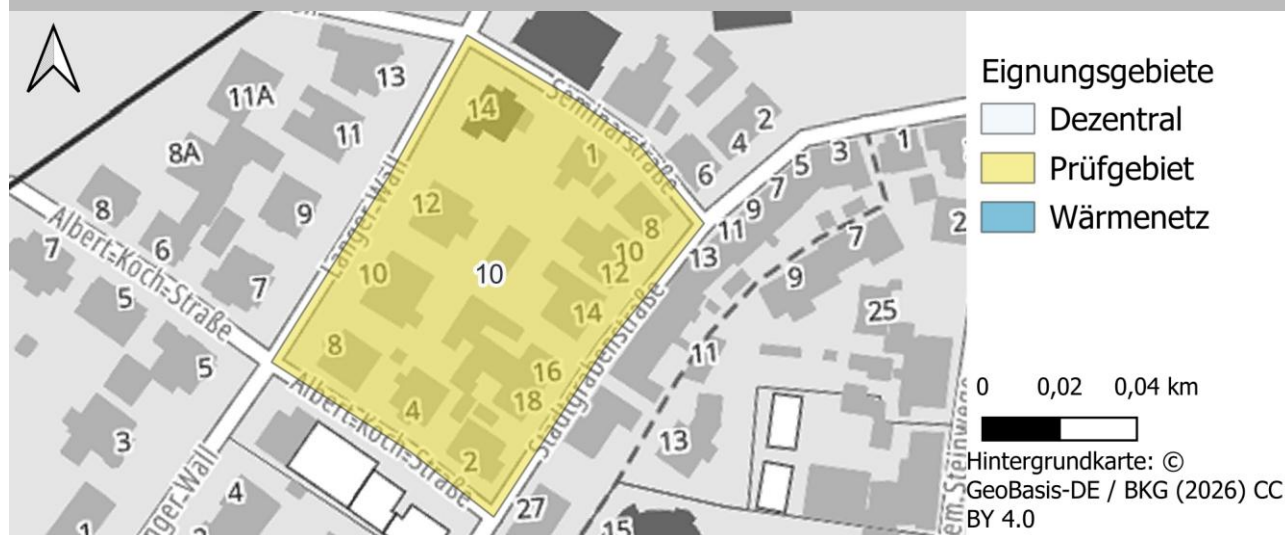 Eignungsgebiete
Dezentral
Prüfgebiet
Wärmenetz
0 0,02 0,04 km
Hintergrundkarte: ©
GeoBasis-DE / BKG (2026) CC
BY 4.0
13
11A
11
8A
8
9
6
7
7
5
5
3
4
1
Albert-Koch-Straße
Langer-Wall
14
1
12
8
10
10
12
10
14
8
16
18
4
2
Seminarstraße
Stadtgrabenstraße
Albert-Koch-Straße
2
4
6
1
3
5
7
9
11
13
7
9
25
11
13
27
15
2